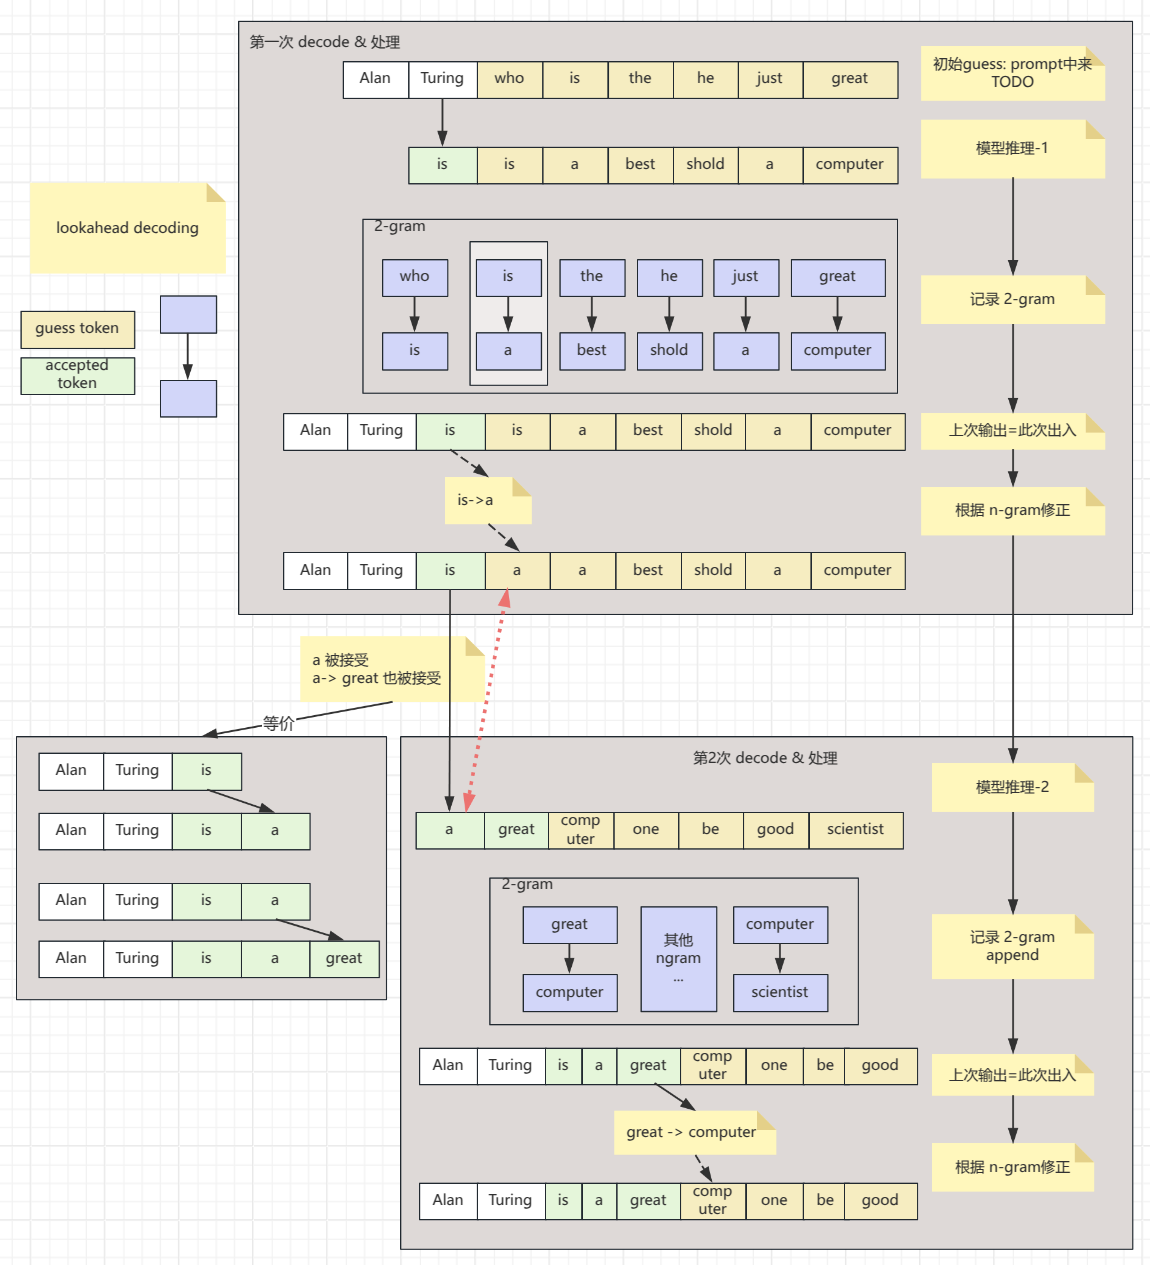 第一次 decode & 处理
Alan Turing who is the he just great
初始guess: prompt中来
TODO
is is a best shold a computer
模型推理-1
lookahead decoding
2-gram
who is the he just great
is a best shold a computer
记录 2-gram
guess token
accepted
token
Alan Turing is is a best shold a computer
上次输出=此次出入
is->a
根据 n-gram修正
Alan Turing is a a best shold a computer
a 被接受
a-> great 也被接受
等价
Alan Turing is
Alan Turing is a
Alan Turing is a
Alan Turing is a great
第2次 decode & 处理
模型推理-2
a great comp
uter one be good scientist
2-gram
great
computer
其他
ngram
...
computer
scientist
记录 2-gram
append
Alan Turing is a great comp
uter one be good
上次输出=此次出入
great -> computer
根据 n-gram修正
Alan Turing is a great comp
uter one be good